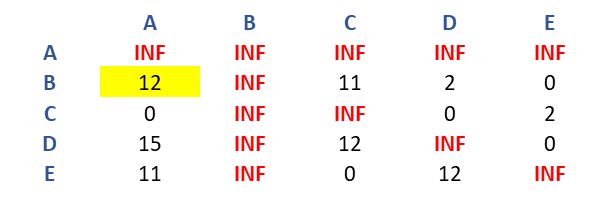 A B C D E
A INF INF INF INF INF
B 12 INF 11 2 0
C 0 INF INF 0 2
D 15 INF 12 INF 0
E 11 INF 0 12 INF